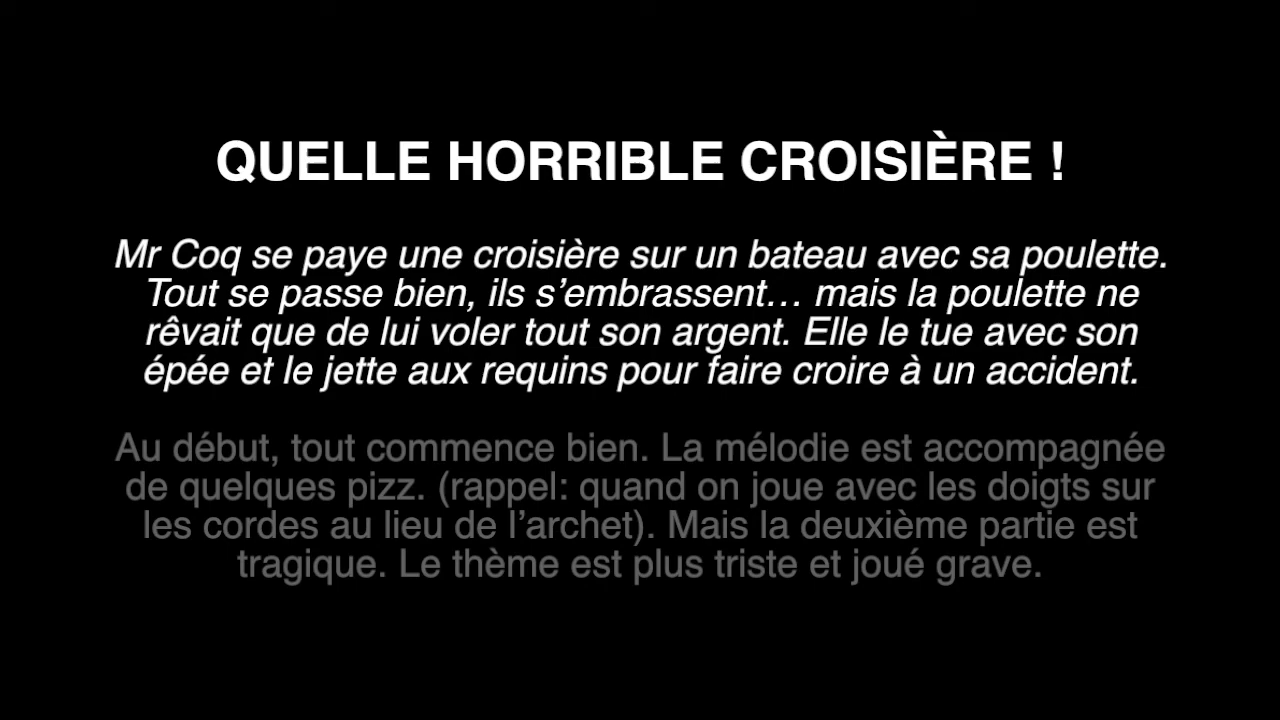 QUELLE HORRIBLE CROISIÈRE !
Mr Coq se paye une croisière sur un bateau avec sa poulette.
Tout se passe bien, ils s’embrassent… mais la poulette ne
rêvait que de lui voler tout son argent. Elle le tue avec son
épée et le jette aux requins pour faire croire à un accident.
Au début, tout commence bien. La mélodie est accompagnée
de quelques pizz. (rappel: quand on joue avec les doigts sur
les cordes au lieu de l’archet). Mais la deuxième partie est
tragique. Le thème est plus triste et joué grave.